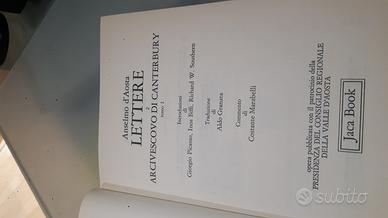 Anselmo d'Aosta
LETTERE
2
ARCIVESCOVO DI CANTERBURY
tomo 1
Introduzioni
di
Giorgio Picasso, Inos Biffi, Richard W. Southern
Traduzione
di
Aldo Granata
Commento
di
Costante Marabelli
opera pubblicata con il patrocinio della
PRESIDENZA DEL CONSIGLIO REGIONALE
DELLA VALLE D'AOSTA
Jaca Book
subito